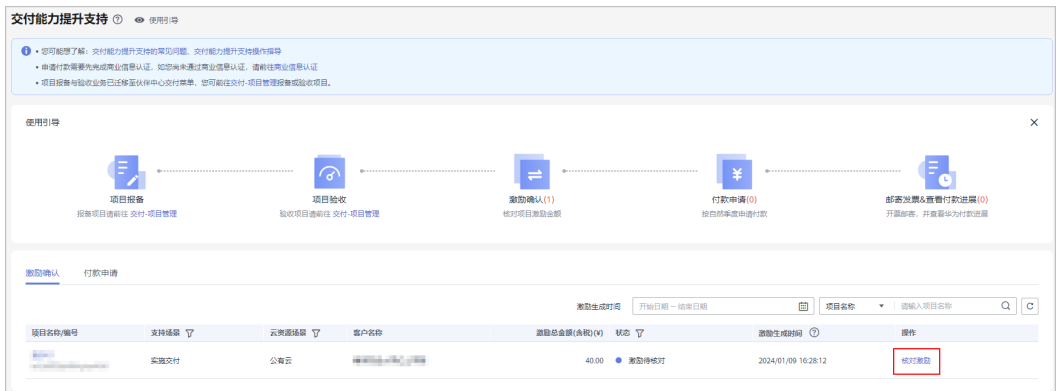 交付能力提升支持 使用引导
• 您可能想了解：交付能力提升支持的常见问题、交付能力提升支持操作指导
• 申请付款需要先完成商业信息认证，如您尚未通过商业信息认证，请前往商业信息认证
• 项目报备与验收业务已迁移至伙伴中心交付菜单，您可前往交付-项目管理报备或验收项目。
使用引导
项目报备 项目验收 激励确认(1) 付款申请(0) 邮寄发票&查看付款进展(0)
报备项目请前往 交付-项目管理 验收项目请前往 交付-项目管理 核对项目激励金额 按自然季度申请付款 开票邮寄，并查看华为付款进展
激励确认 付款申请
激励生成时间 开始日期 – 结束日期 项目名称 请输入项目名称
项目名称/编号 支持场景 云资源场景 客户名称 激励总金额(含税)(¥) 状态 激励生成时间 操作
实施交付 公有云 40.00 激励待核对 2024/01/09 16:28:12 核对激励